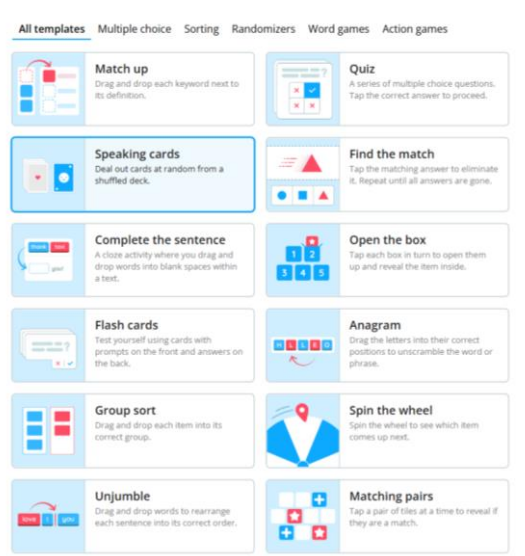 All templates Multiple choice Sorting Randomizers Word games Action games
Match up
Drag and drop each keyword next to
its definition.
Quiz
A series of multiple choice questions.
Tap the correct answer to proceed.
Speaking cards
Deal out cards at random from a
shuffled deck.
Find the match
Tap the matching answer to eliminate
it. Repeat until all answers are gone.
Complete the sentence
A cloze activity where you drag and
drop words into blank spaces within
a text.
you!
Open the box
Tap each box in turn to open them
up and reveal the item inside.
1 2
3 4 5
Flash cards
Test yourself using cards with
prompts on the front and answers on
the back.
?
Anagram
Drag the letters into their correct
positions to unscramble the word or
phrase.
H L L E O
Group sort
Drag and drop each item into its
correct group.
Spin the wheel
Spin the wheel to see which item
comes up next.
Unjumble
Drag and drop words to rearrange
each sentence into its correct order.
love I you
Matching pairs
Tap a pair of tiles at a time to reveal if
they are a match.